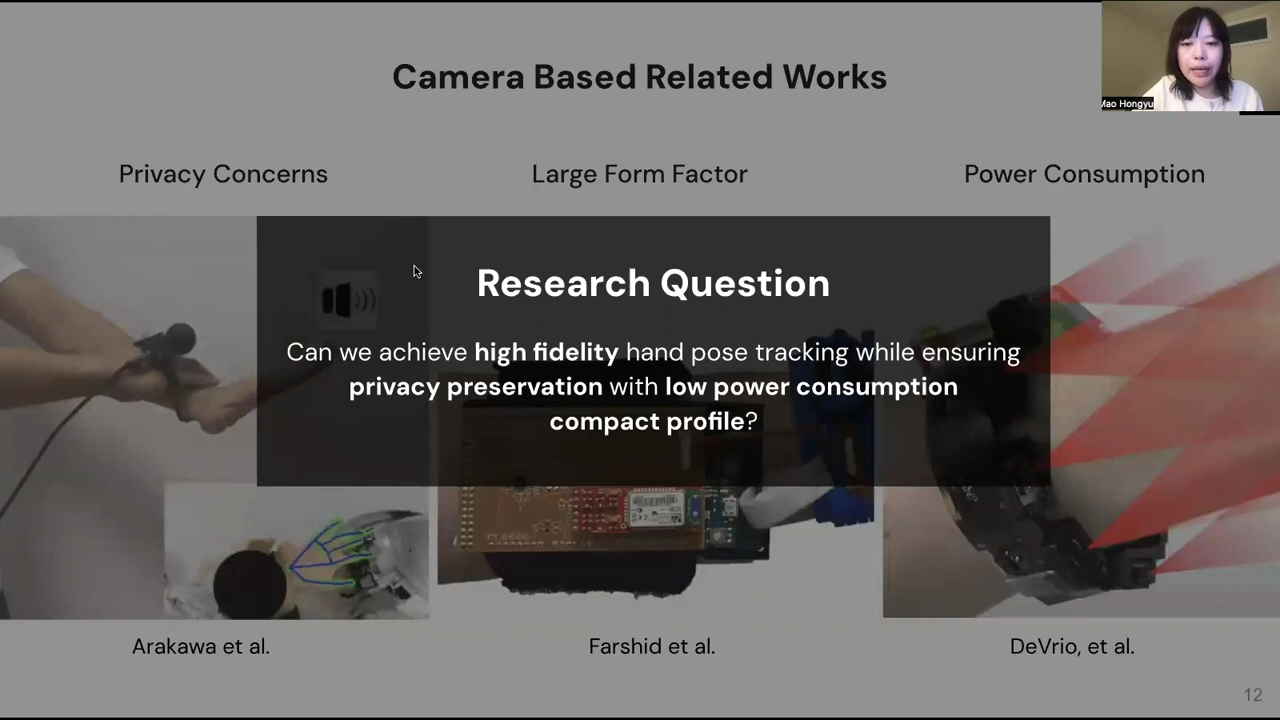 Camera Based Related Works
Mao Hongyu
Privacy Concerns
Large Form Factor
Power Consumption
Research Question
Can we achieve high fidelity hand pose tracking while ensuring
privacy preservation with low power consumption
compact profile?
Arakawa et al.
Farshid et al.
DeVrio, et al.
12